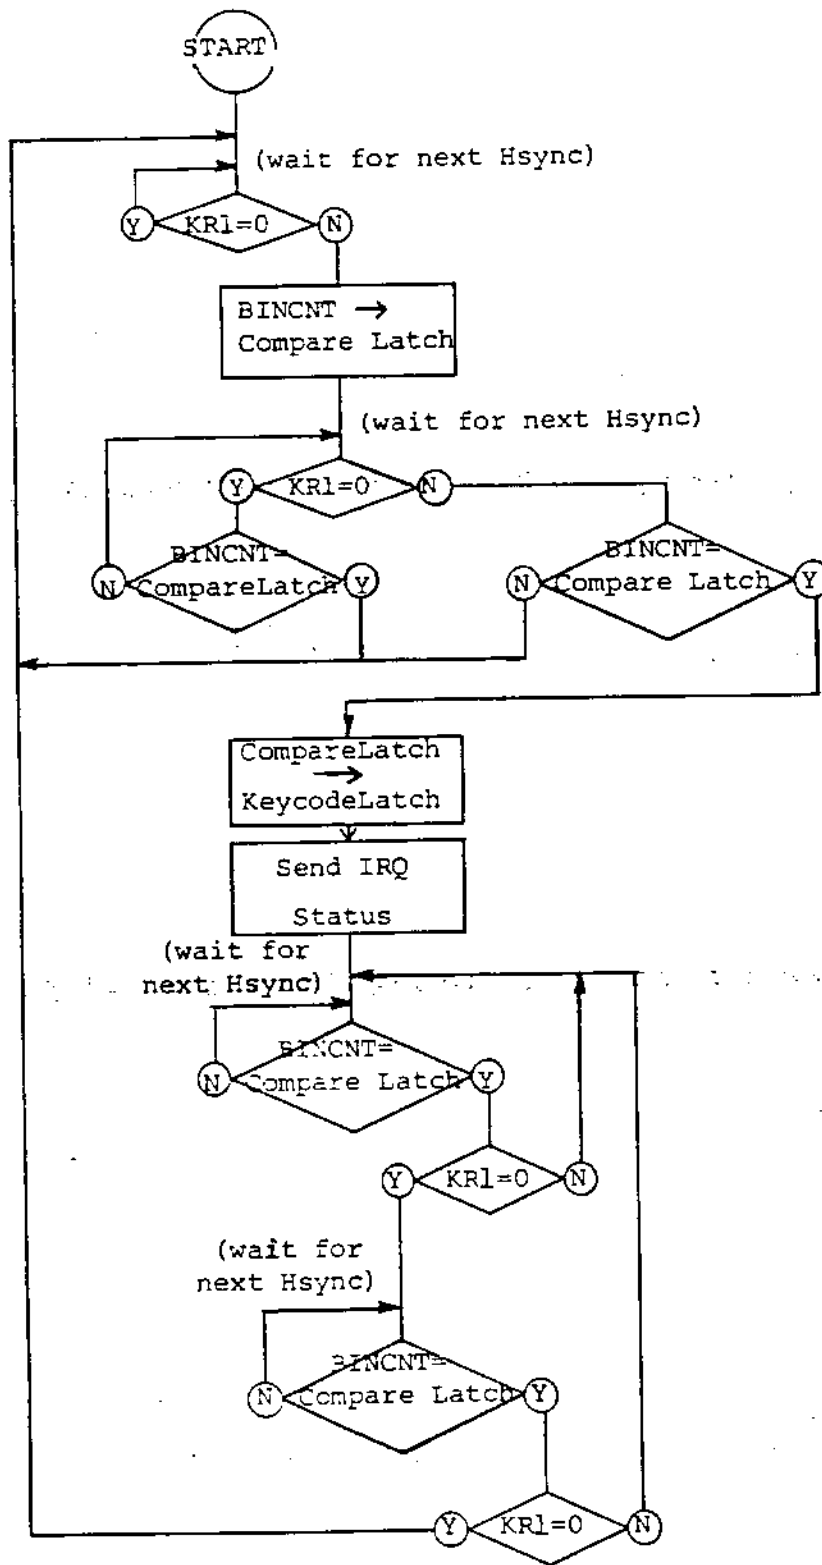 START
(wait for next Hsync)
Y
KR1=0
N
BINCNT →
Compare Latch
(wait for next Hsync)
Y
KR1=0
N
BINCNT=
N
CompareLatch
Y
BINCNT=
N
Compare Latch
Y
CompareLatch
→
KeycodeLatch
Send IRQ
Status
(wait for
next Hsync)
BINCNT=
N
Compare Latch
Y
Y
KR1=0
N
(wait for
next Hsync)
BINCNT=
N
Compare Latch
Y
Y
KR1=0
N